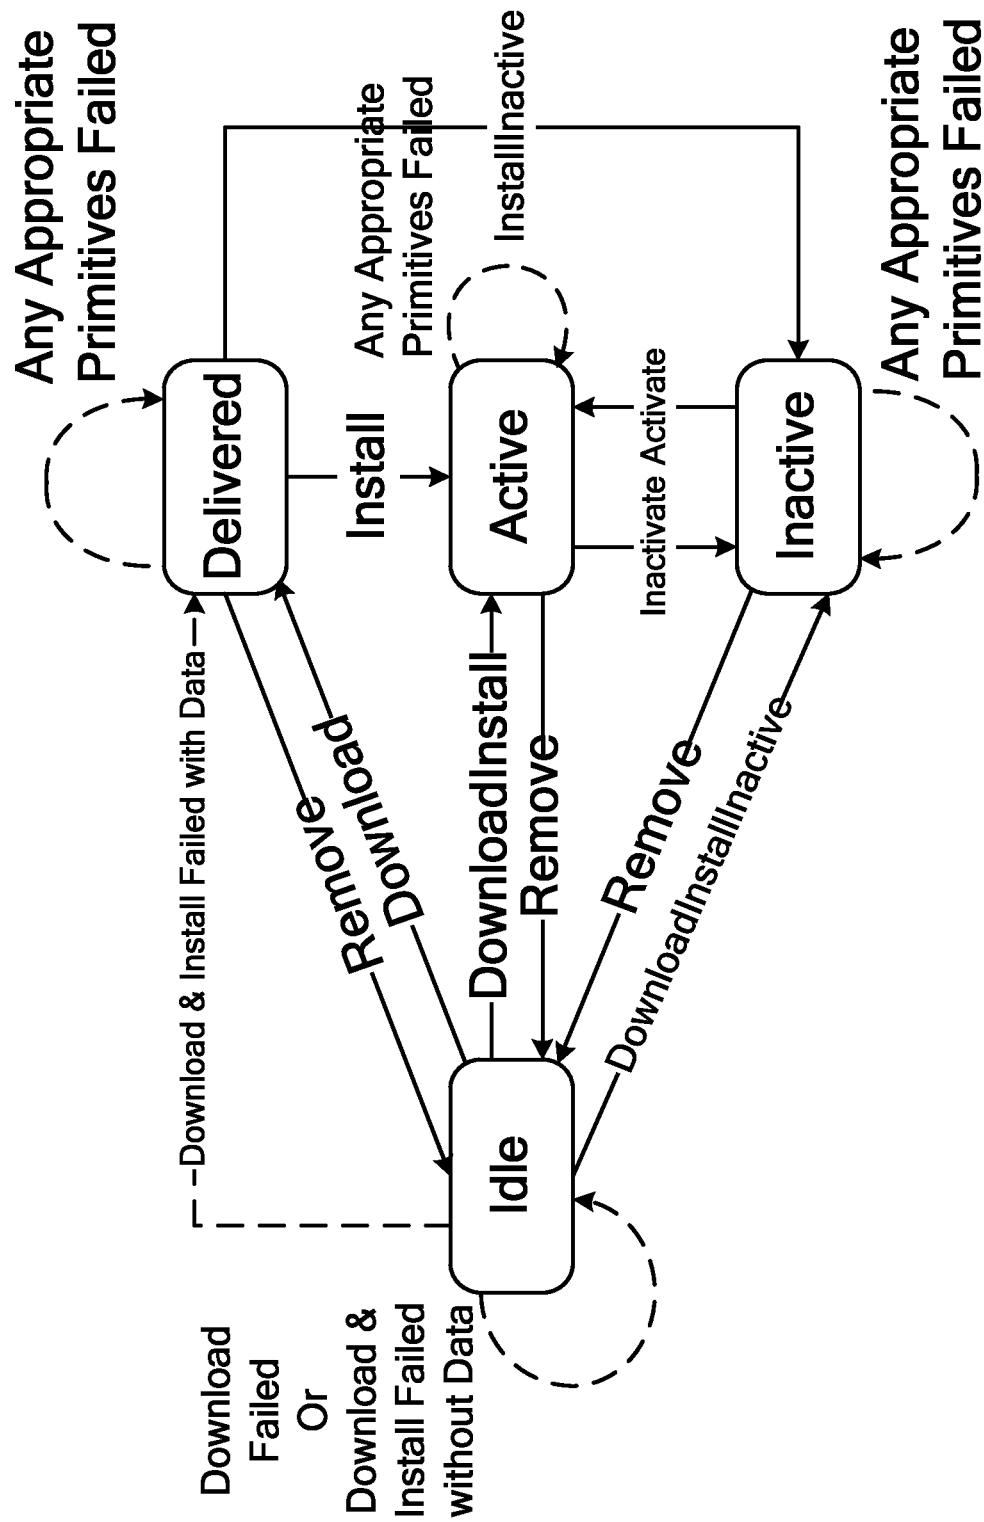 Download
Failed
Or
Download &
Install Failed
without Data
Idle
Download & Install Failed with Data
Remove
Download
DownloadInstall
Remove
Remove
DownloadInstallInactive
Any Appropriate
Primitives Failed
Delivered
Install
Active
Any Appropriate
Primitives Failed
InstallInactive
Inactivate Activate
Inactive
Any Appropriate
Primitives Failed